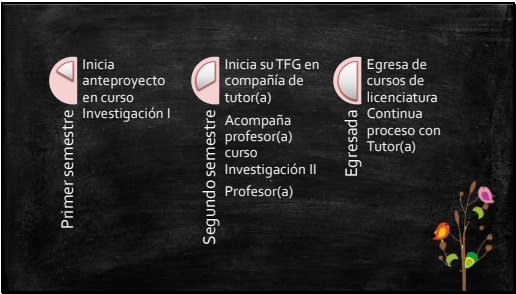 Primer semestre
Inicia
anteproyecto
en curso
Investigación I
Segundo semestre
Inicia su TFG en
compañía de
tutor(a)
Acompaña
profesor(a)
curso
Investigación II
Profesor(a)
Egresada
Egresa de
cursos de
licenciatura
Continua
proceso con
Tutor(a)